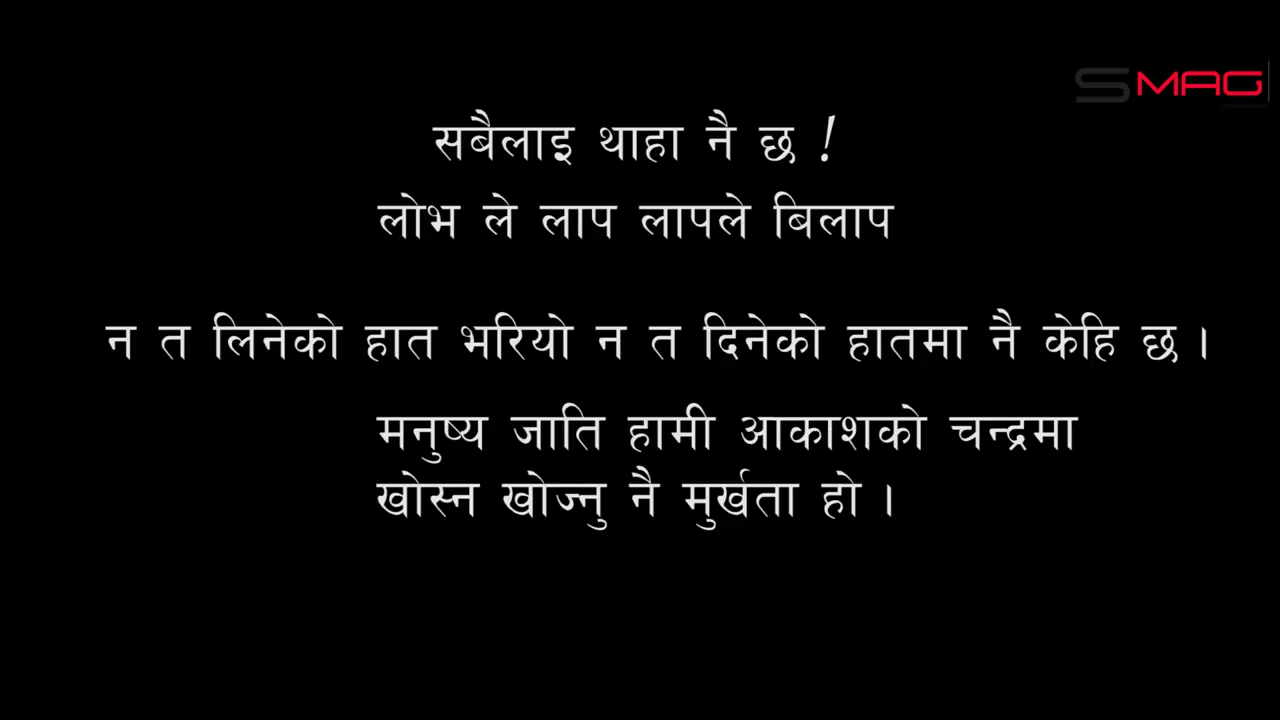 SMAG
सबैलाइ थाहा नै छ !
लोभ ले लाप लापले बिलाप
न त लिनेको हात भरियो न त दिनेको हातमा नै केहि छ ।
मनुष्य जाति हामी आकाशको चन्द्रमा
खोस्न खोज्नु नै मुर्खता हो ।